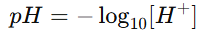 pH = −log₁₀[H⁺]